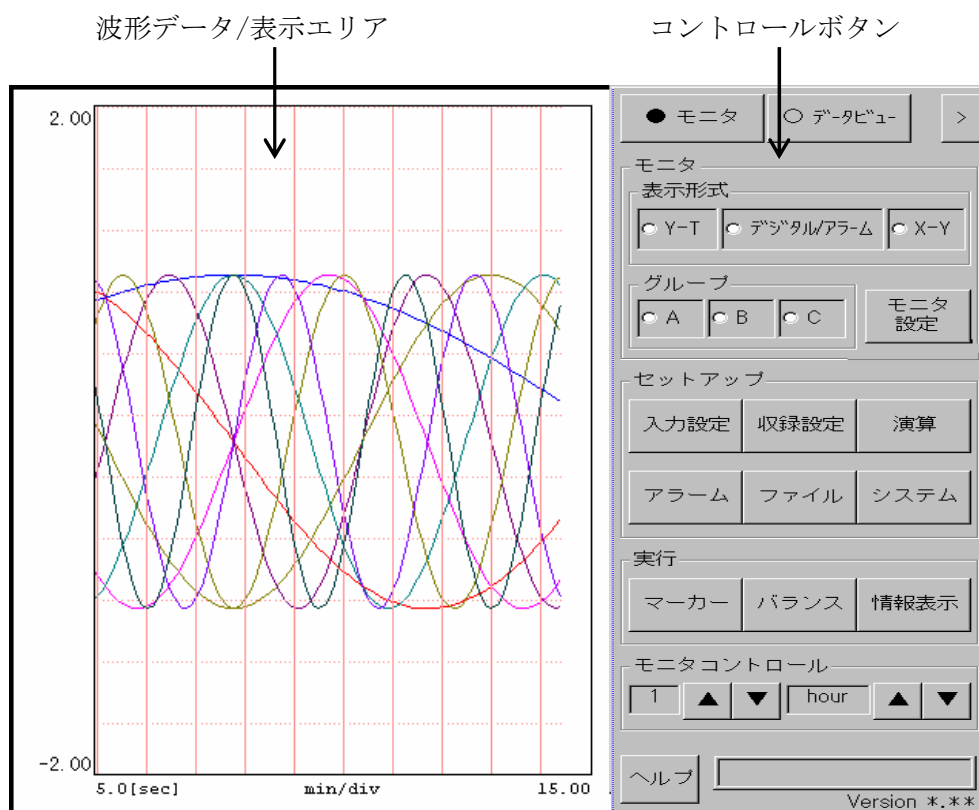 波形データ/表示エリア
コントロールボタン
2.00
-2.00
5.0[sec]
min/div
15.00
● モニタ
○ データビュー
>
モニタ
表示形式
Y-T
デジタル/アラーム
X-Y
グループ
A
B
C
モニタ
設定
セットアップ
入力設定
収録設定
演算
アラーム
ファイル
システム
実行
マーカー
バランス
情報表示
モニタコントロール
1
▲
▼
hour
▲
▼
ヘルプ
Version *.**